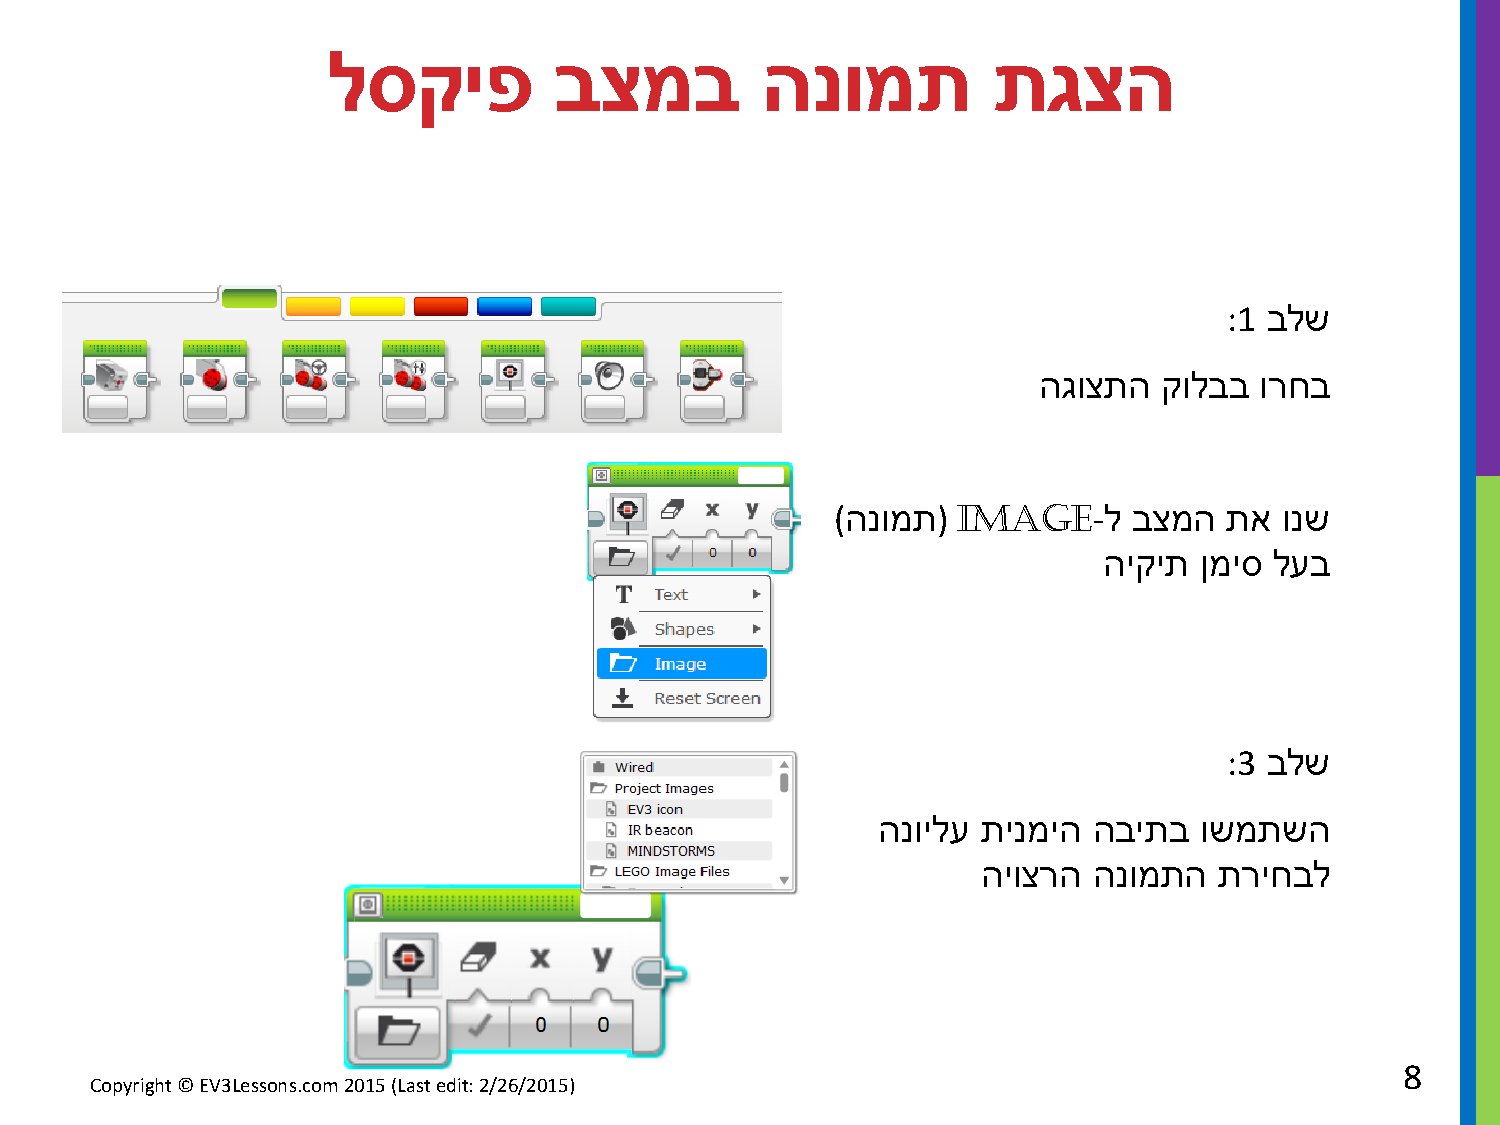 הצגת תמונה במצב פיקסל
שלב 1:
בחרו בבלוק התצוגה
שנו את המצב ל-IMAGE (תמונה)
בעל סימן תיקיה
x y
0 0
Text
Shapes
Image
Reset Screen
שלב 3:
השתמשו בתיבה הימנית עליונה
לבחירת התמונה הרצויה
Wired
Project Images
EV3 icon
IR beacon
MINDSTORMS
LEGO Image Files
x y
0 0
Copyright © EV3Lessons.com 2015 (Last edit: 2/26/2015)
8